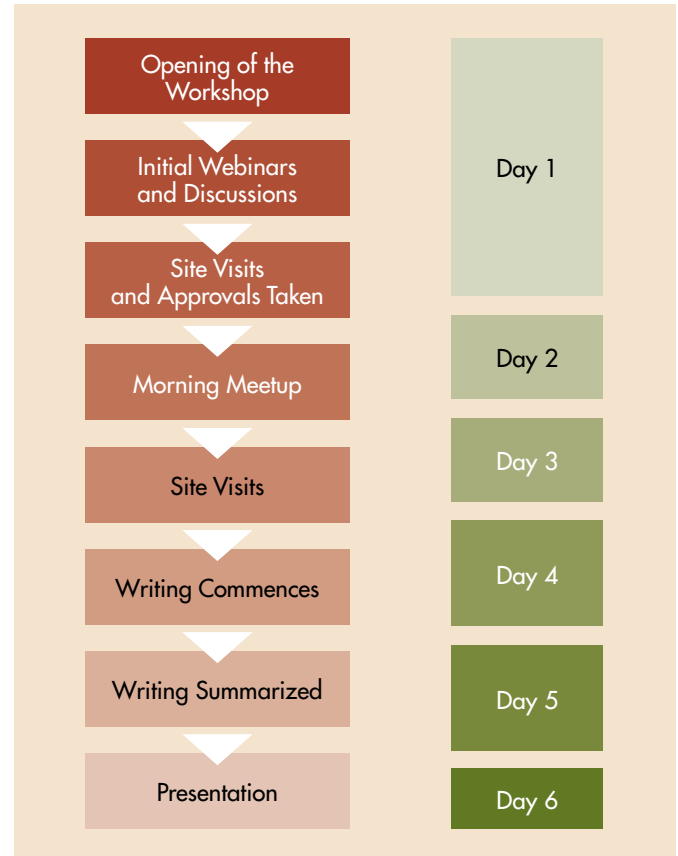 Opening of the
Workshop
Initial Webinars
and Discussions
Site Visits
and Approvals Taken
Morning Meetup
Site Visits
Writing Commences
Writing Summarized
Presentation
Day 1
Day 2
Day 3
Day 4
Day 5
Day 6